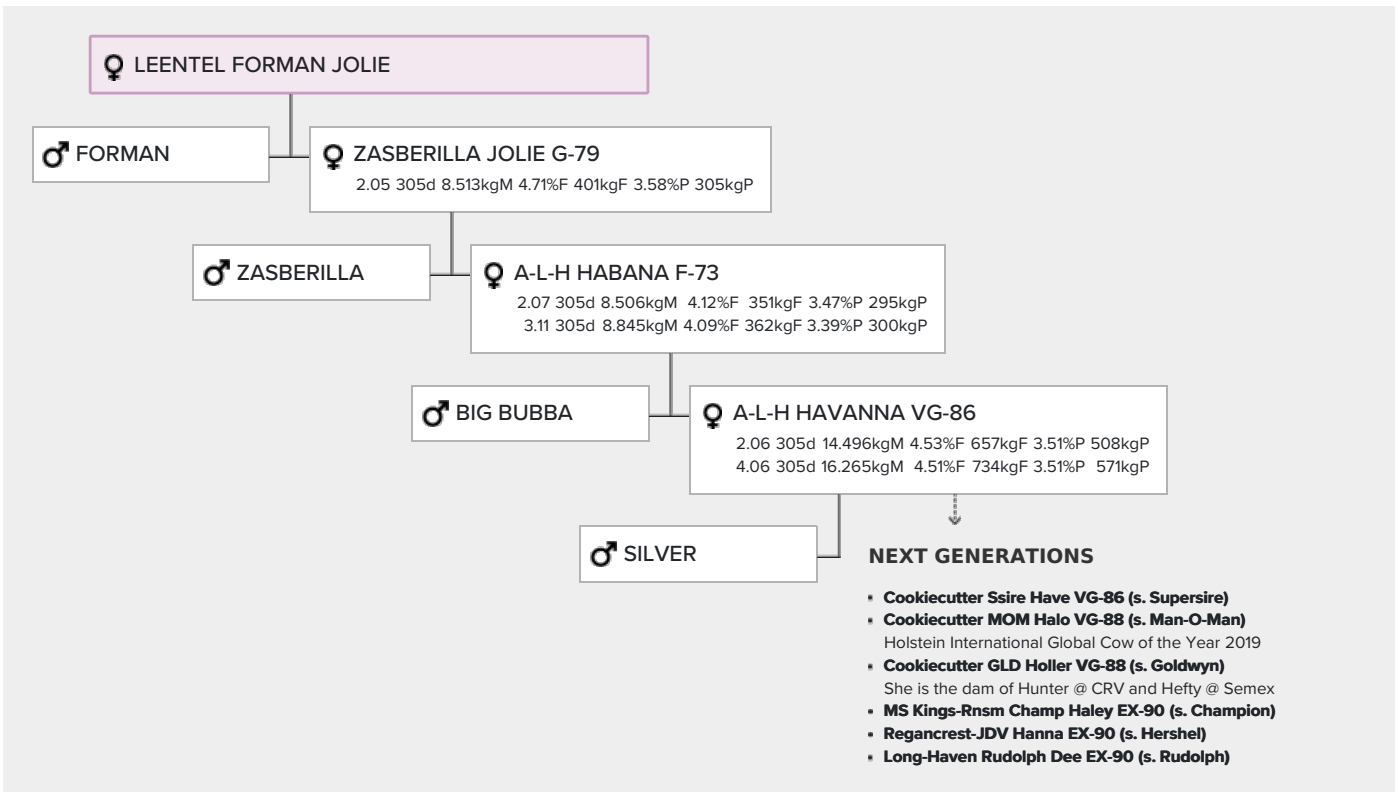 LEENTEL FORMAN JOLIE
FORMAN
ZASBERILLA JOLIE G-79
2.05 305d 8.513kgM 4.71%F 401kgF 3.58%P 305kgP
ZASBERILLA
A-L-H HABANA F-73
2.07 305d 8.506kgM 4.12%F 351kgF 3.47%P 295kgP
3.11 305d 8.845kgM 4.09%F 362kgF 3.39%P 300kgP
BIG BUBBA
A-L-H HAVANNA VG-86
2.06 305d 14.496kgM 4.53%F 657kgF 3.51%P 508kgP
4.06 305d 16.265kgM 4.51%F 734kgF 3.51%P 571kgP
SILVER
NEXT GENERATIONS
Cookiecutter Ssire Have VG-86 (s. Supersire)
Cookiecutter MOM Halo VG-88 (s. Man-O-Man)
Holstein International Global Cow of the Year 2019
Cookiecutter GLD Holler VG-88 (s. Goldwyn)
She is the dam of Hunter @ CRV and Hefty @ Semex
MS Kings-Rnsm Champ Haley EX-90 (s. Champion)
Regancrest-JDV Hanna EX-90 (s. Hershel)
Long-Haven Rudolph Dee EX-90 (s. Rudolph)